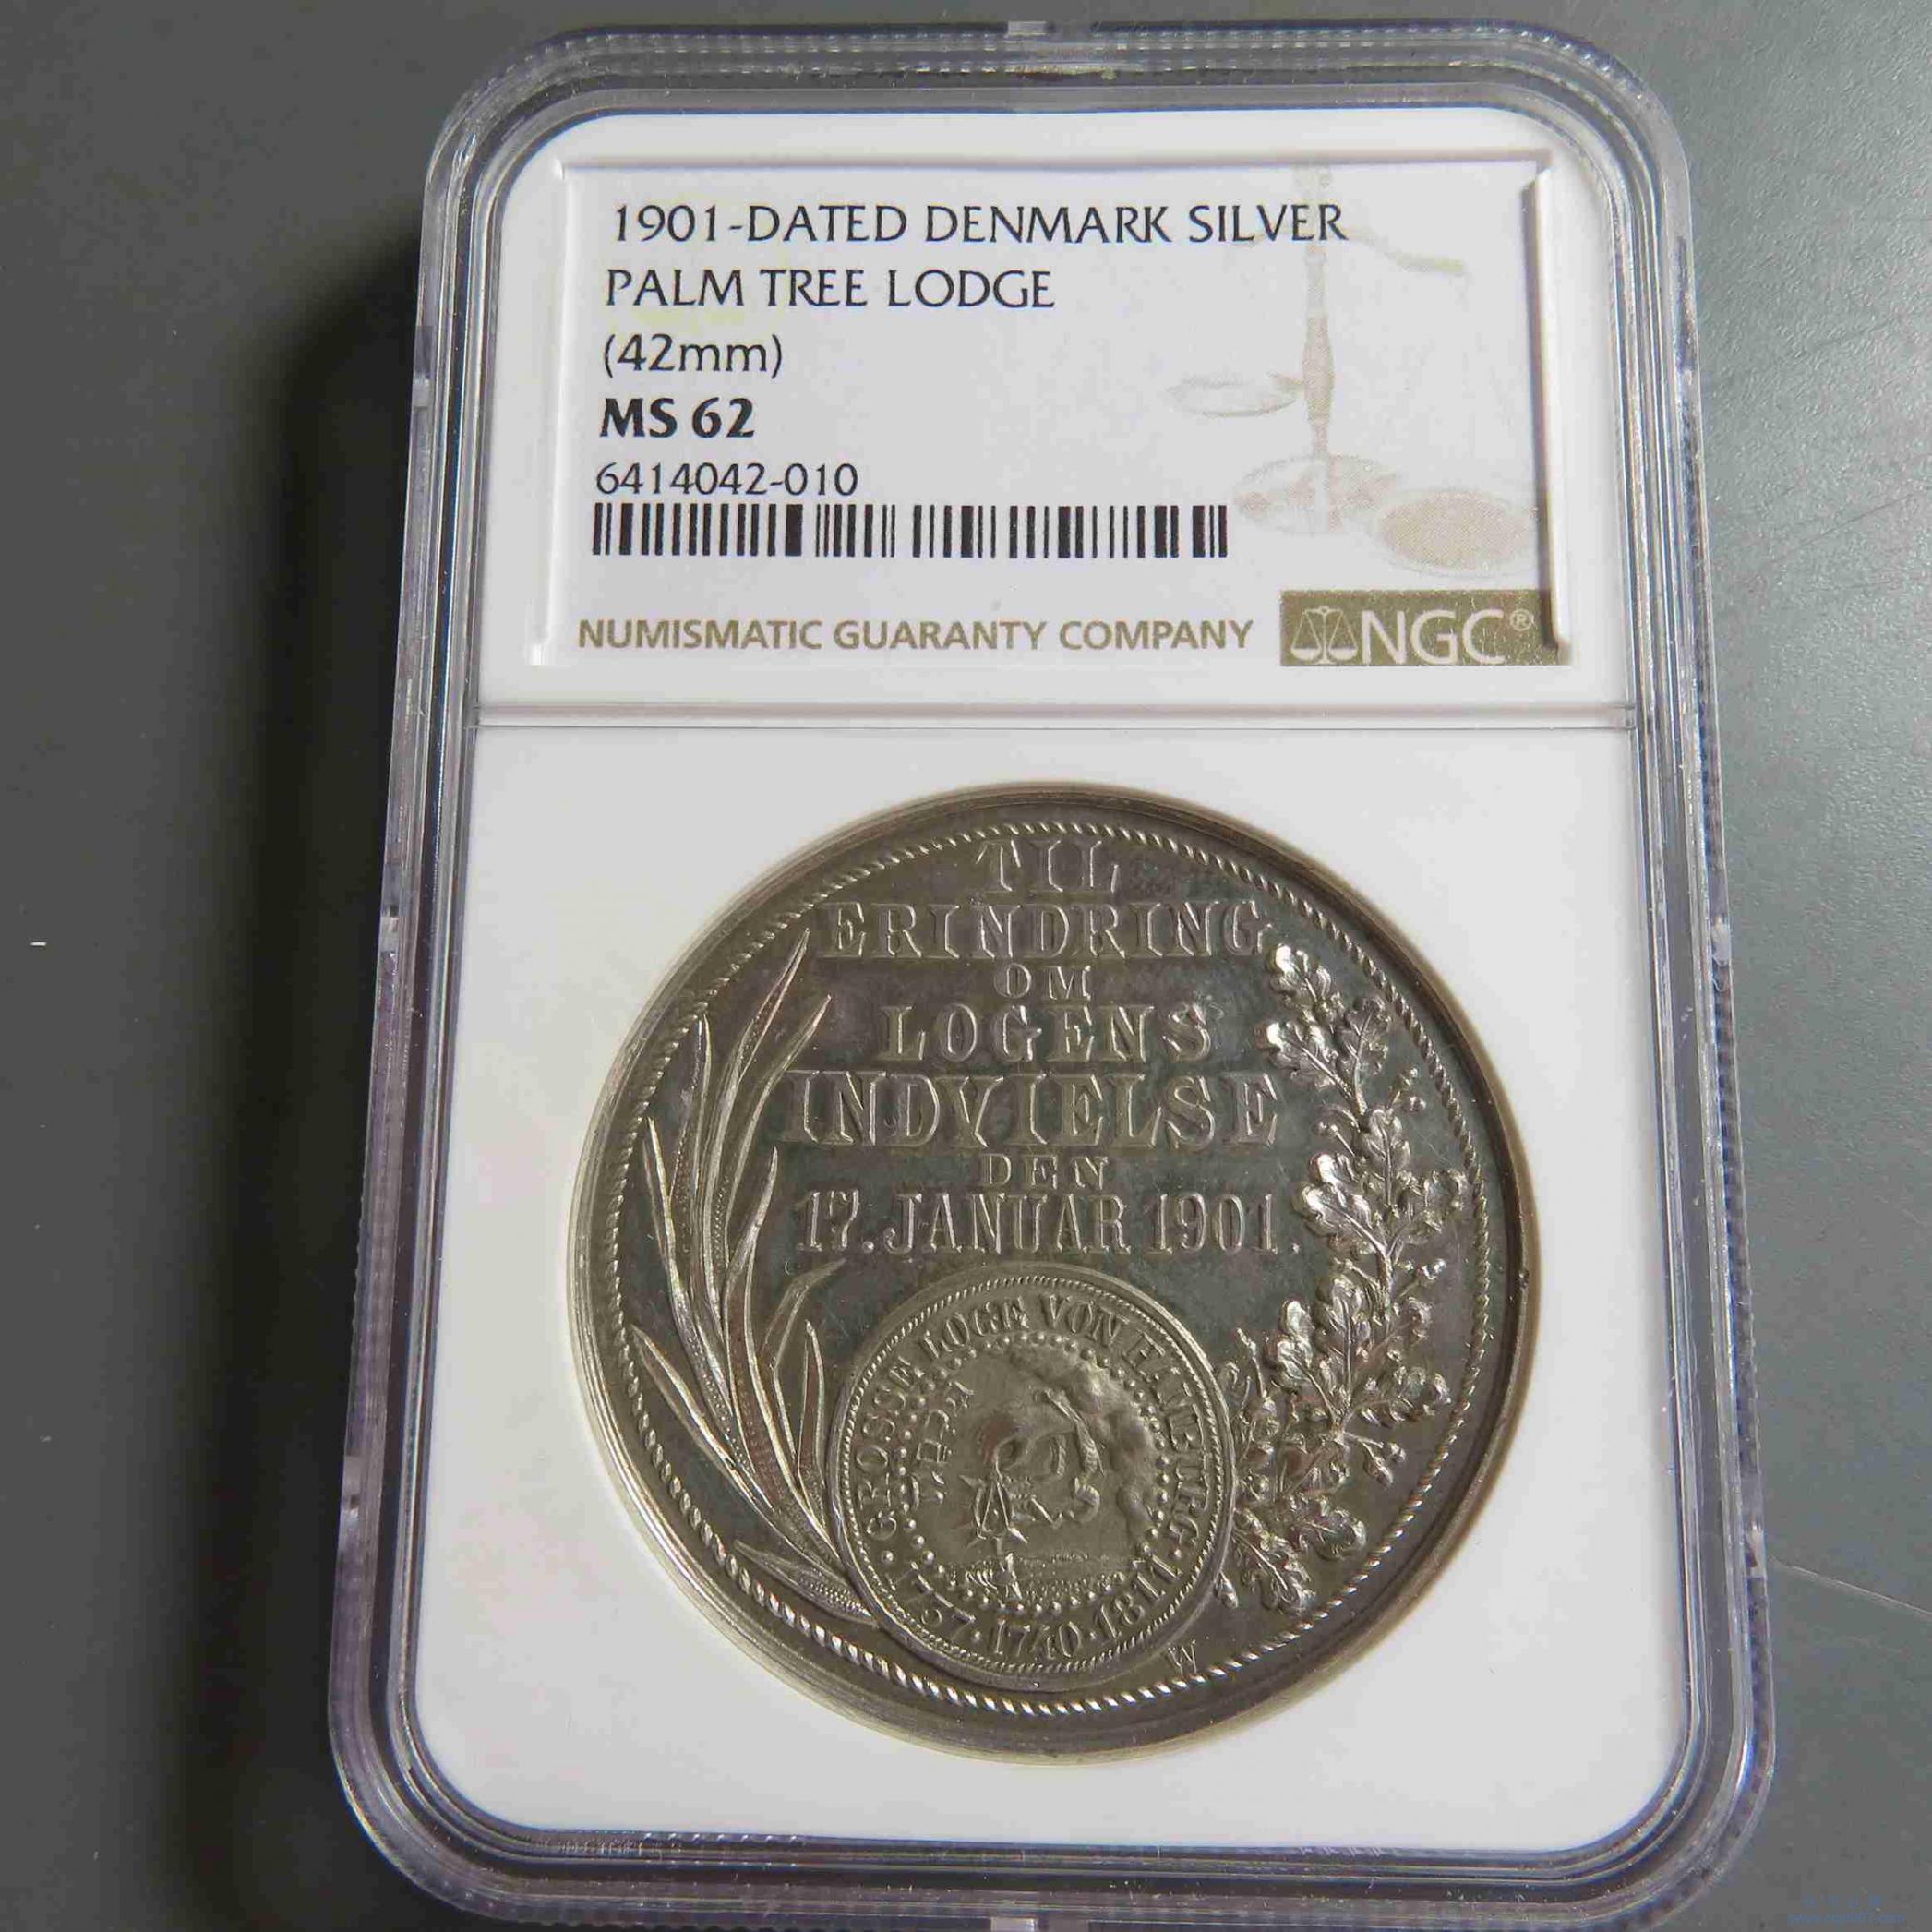 1901-DATED DENMARK SILVER
PALM TREE LODGE
(42mm)
MS 62
6414042-010
NUMISMATIC GUARANTY COMPANY
NGC®
TIL
ERINDRING
OM
LOGENS
INDVIELSE
DEN
17. JANUAR 1901.
GROSSE LOGE VON HAMBURG
· 1737 · 1740 · 1811 ·
W